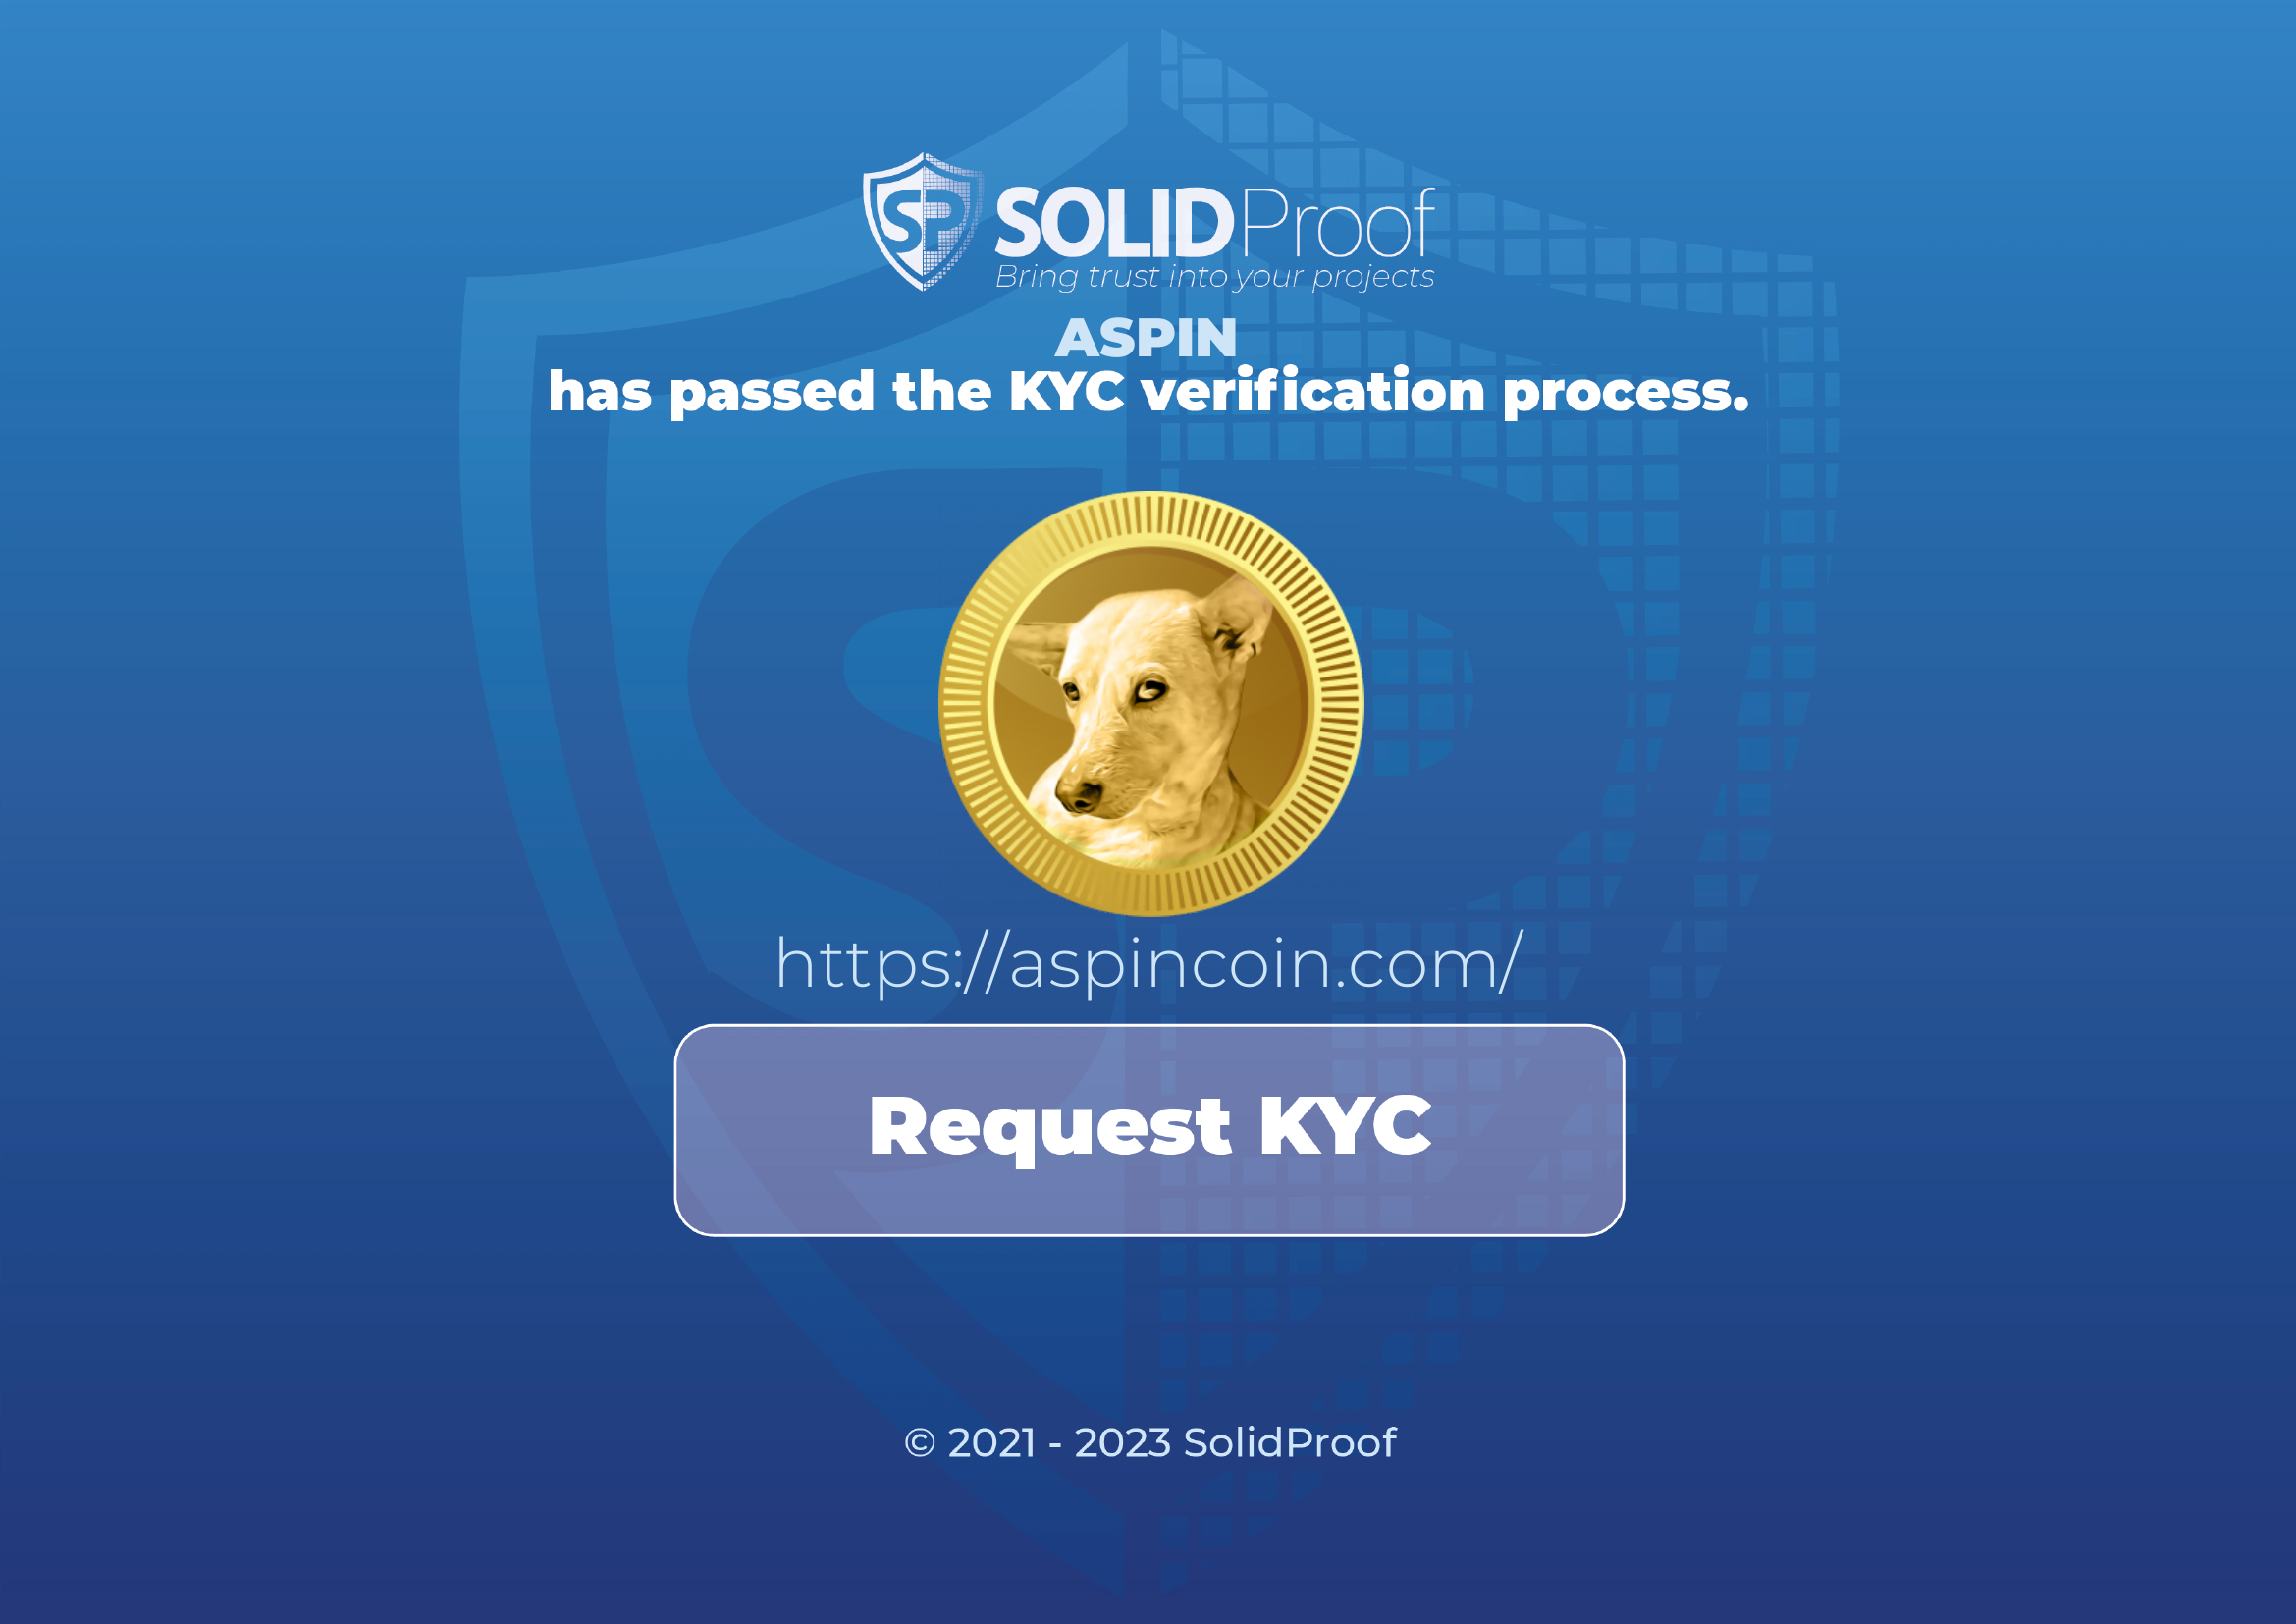 SP SOLIDProof
Bring trust into your projects
ASPIN
has passed the KYC verification process.
https://aspincoin.com/
Request KYC
© 2021 - 2023 SolidProof